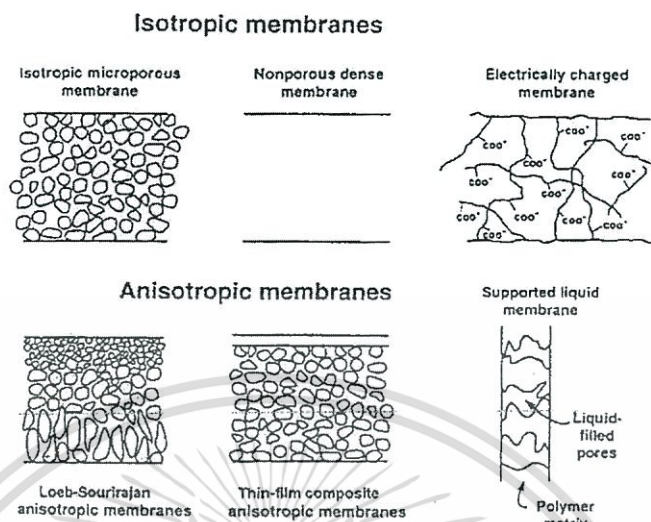 Isotropic membranes
Isotropic microporous
membrane
Nonporous dense
membrane
Electrically charged
membrane
coo⁻
coo⁻
coo⁻
coo⁻
coo⁻
coo⁻
coo⁻
coo⁻
coo⁻
coo⁻
coo⁻
Anisotropic membranes
Supported liquid
membrane
Liquid-
filled
pores
Loeb-Sourirajan
anisotropic membranes
Thin-film composite
anisotropic membranes
Polymer
matrix